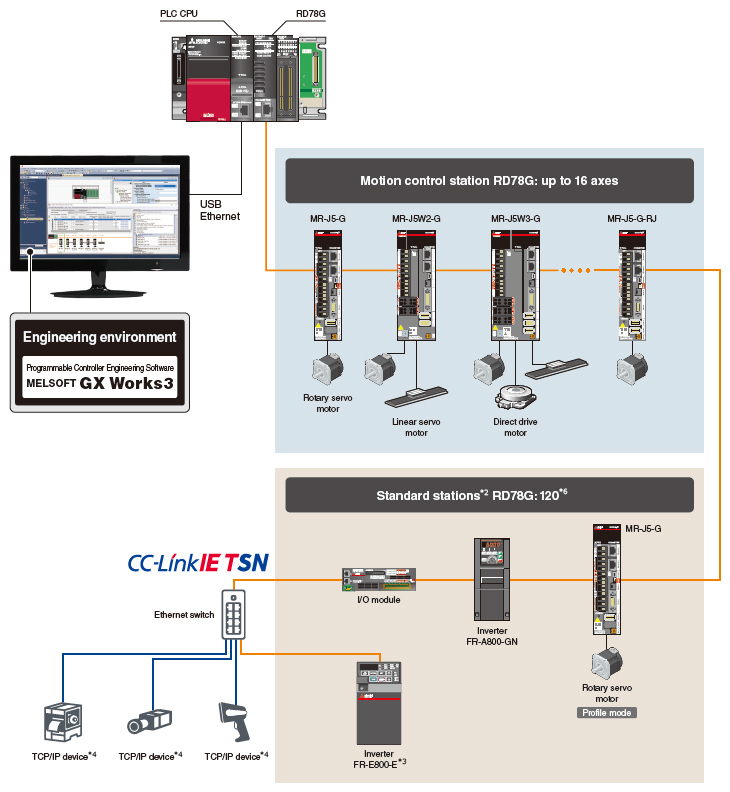 PLC CPU
RD78G
USB
Ethernet
Motion control station RD78G: up to 16 axes
MR-J5-G
MR-J5W2-G
MR-J5W3-G
MR-J5-G-RJ
Engineering environment
Programmable Controller Engineering Software
MELSOFT GX Works3
Rotary servo
motor
Linear servo
motor
Direct drive
motor
Standard stations*2 RD78G: 120*6
MR-J5-G
CC-Link IE TSN
Ethernet switch
I/O module
Inverter
FR-A800-GN
Rotary servo
motor
Profile mode
TCP/IP device*4
TCP/IP device*4
TCP/IP device*4
Inverter
FR-E800-E*3